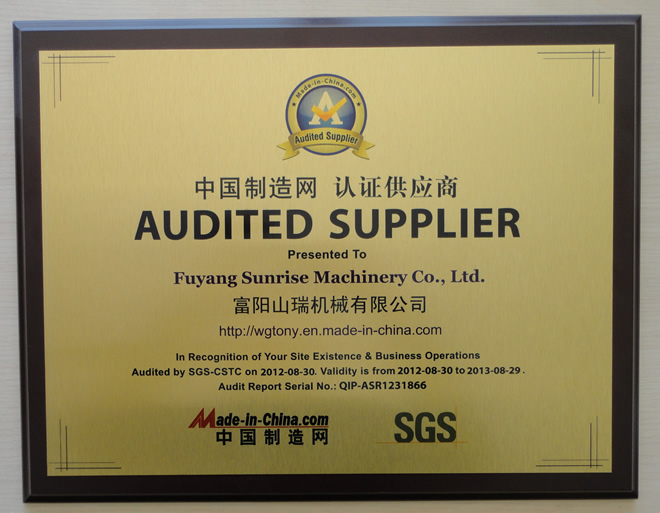 Made-in-China.com
A
Audited Supplier
中国制造网 认证供应商
AUDITED SUPPLIER
Presented To
Fuyang Sunrise Machinery Co., Ltd.
富阳山瑞机械有限公司
http://wgtony.en.made-in-china.com
In Recognition of Your Site Existence & Business Operations
Audited by SGS-CSTC on 2012-08-30. Validity is from 2012-08-30 to 2013-08-29 .
Audit Report Serial No.: QIP-ASR1231866
Made-in-China.com
中国制造网
SGS